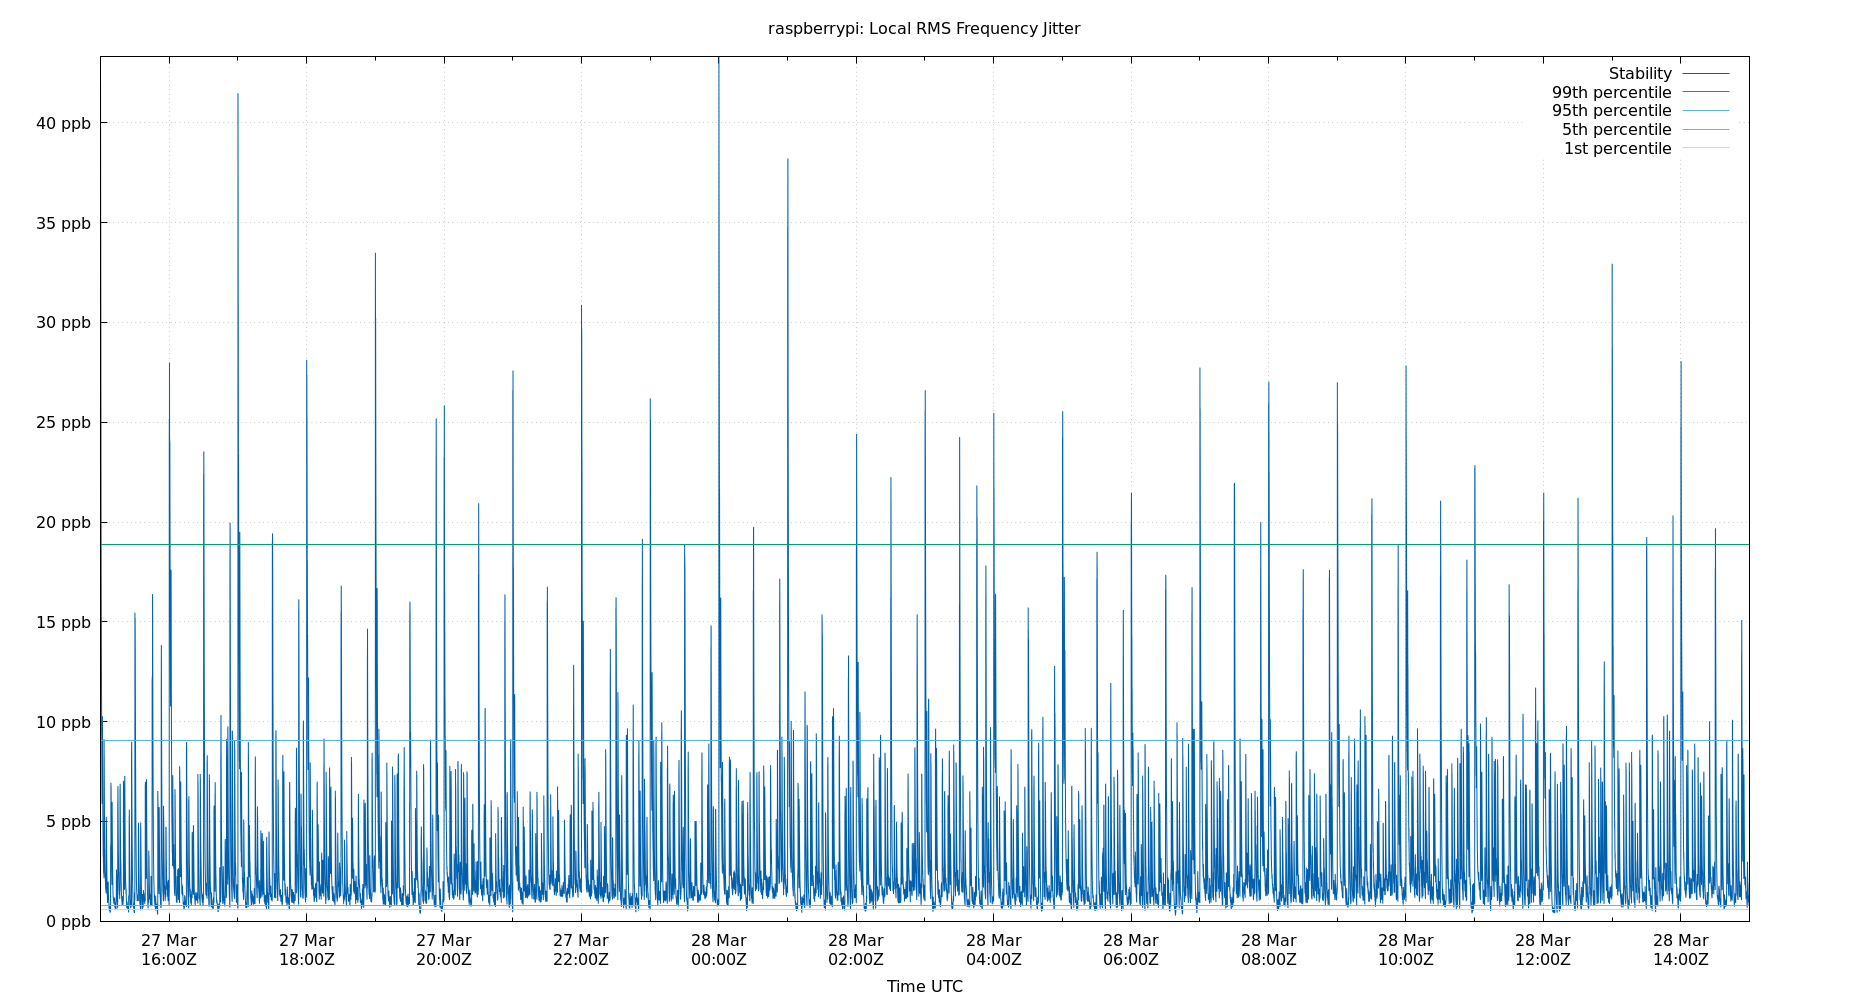 raspberrypi: Local RMS Frequency Jitter
Stability
99th percentile
95th percentile
5th percentile
1st percentile
40 ppb
35 ppb
30 ppb
25 ppb
20 ppb
15 ppb
10 ppb
5 ppb
0 ppb
27 Mar 27 Mar 27 Mar 27 Mar 28 Mar 28 Mar 28 Mar 28 Mar 28 Mar 28 Mar 28 Mar 28 Mar
16:00Z 18:00Z 20:00Z 22:00Z 00:00Z 02:00Z 04:00Z 06:00Z 08:00Z 10:00Z 12:00Z 14:00Z
Time UTC